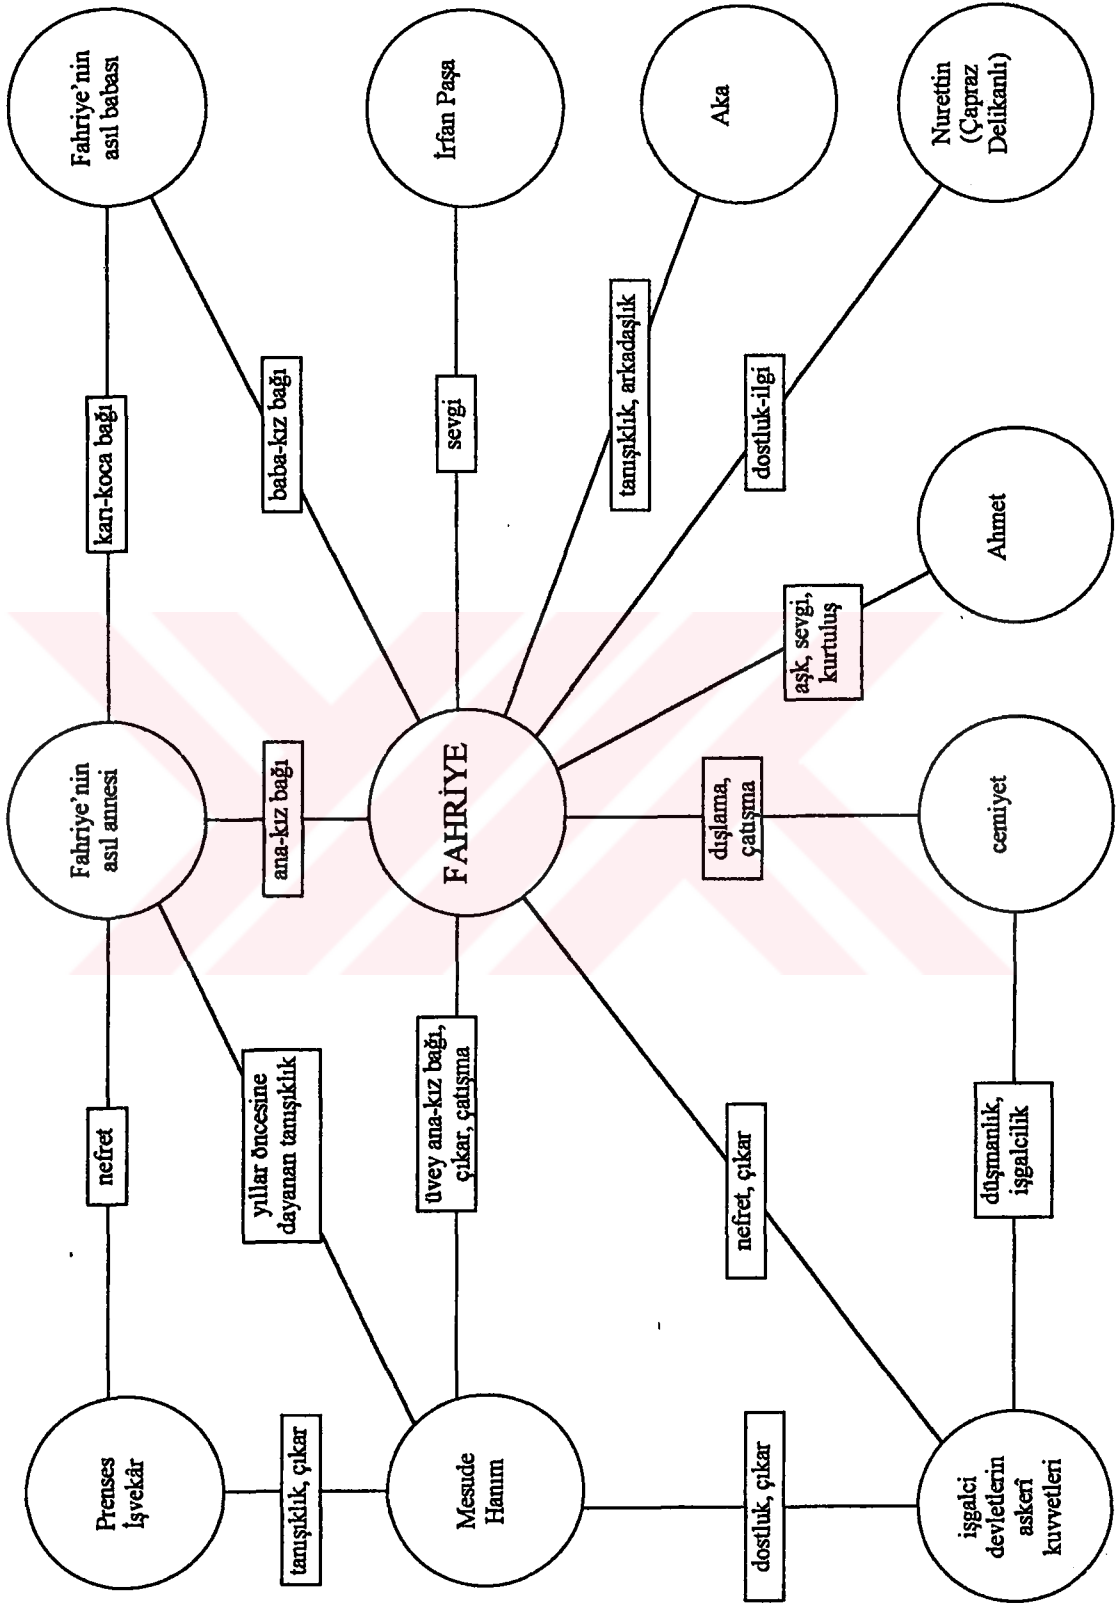 Prenses
İşvekâr
nefret
Fahriye'nin
asıl annesi
karı-koca bağı
Fahriye'nin
asıl babası
tanışıklık, çıkar
yıllar öncesine
dayanan tanışıklık
ana-kız bağı
baba-kız bağı
Mesude
Hanım
üvey ana-kız bağı,
çıkar, çatışma
FAHRİYE
sevgi
İrfan Paşa
tanışıklık, arkadaşlık
Aka
dostluk, çıkar
nefret, çıkar
dışlama,
çatışma
aşk, sevgi,
kurtuluş
dostluk-ilgi
işgalci
devletlerin
askerî
kuvvetleri
düşmanlık,
işgalcilik
cemiyet
Ahmet
Nurettin
(Çapraz
Delikanlı)